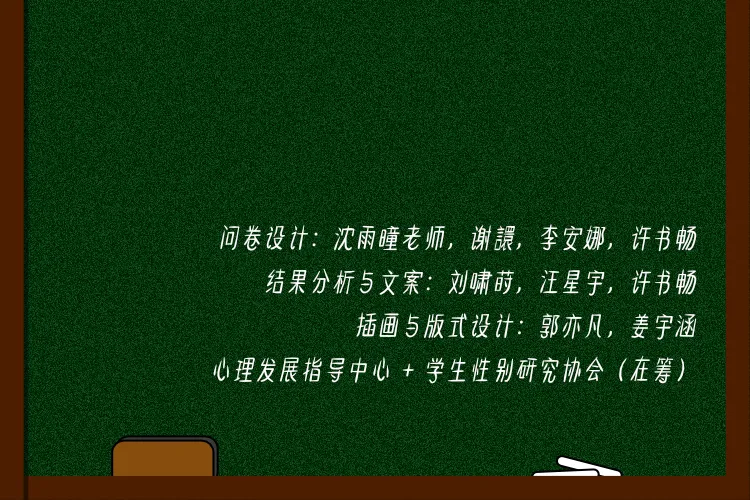 问卷设计：沈雨曈老师，谢譞，李安娜，许书畅
结果分析与文案：刘啸莳，汪星宇，许书畅
插画与版式设计：郭亦凡，姜宇涵
心理发展指导中心 + 学生性别研究协会（在筹）